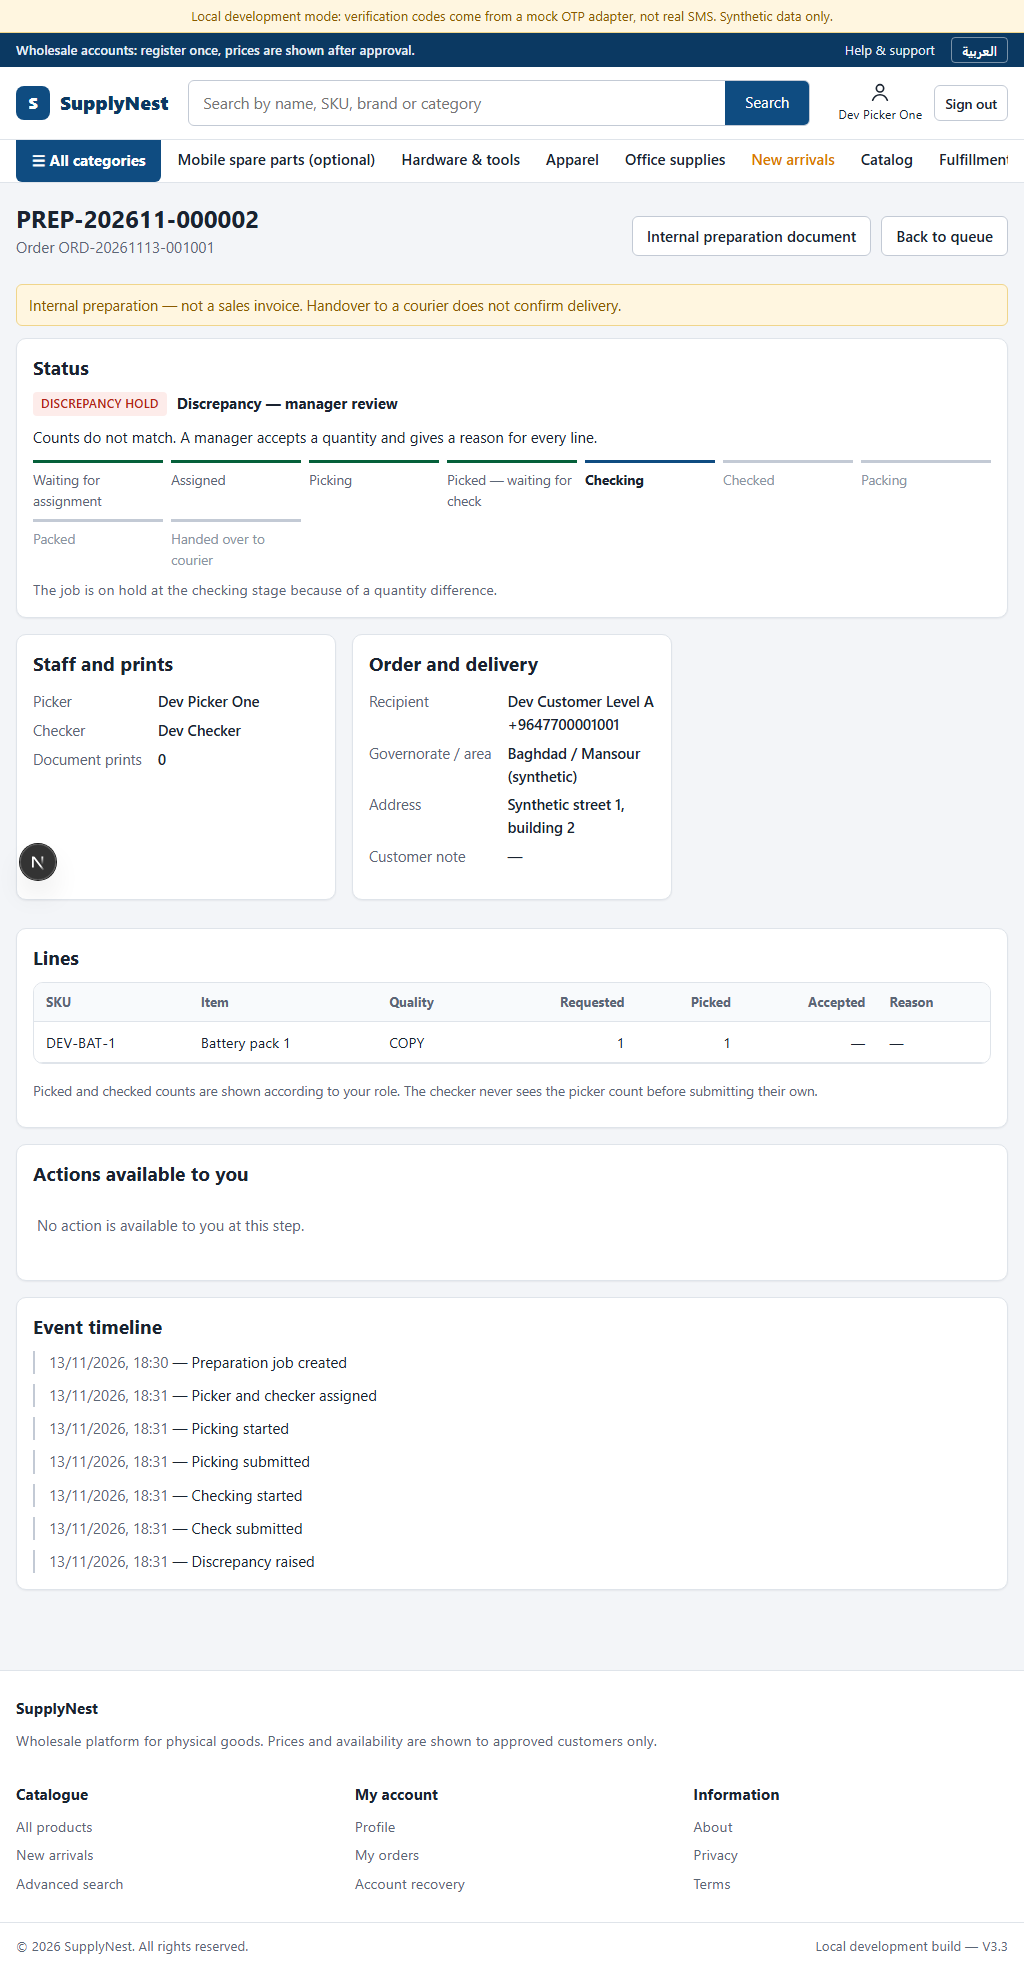 Local development mode: verification codes come from a mock OTP adapter, not real SMS. Synthetic data only.
Wholesale accounts: register once, prices are shown after approval.
Help & support
العربية
S
SupplyNest
Search by name, SKU, brand or category
Search
Dev Picker One
Sign out
☰ All categories
Mobile spare parts (optional)
Hardware & tools
Apparel
Office supplies
New arrivals
Catalog
Fulfillment
PREP-202611-000002
Order ORD-20261113-001001
Internal preparation document
Back to queue
Internal preparation — not a sales invoice. Handover to a courier does not confirm delivery.
Status
DISCREPANCY HOLD Discrepancy — manager review
Counts do not match. A manager accepts a quantity and gives a reason for every line.
Waiting for
assignment
Assigned
Picking
Picked — waiting for
check
Checking
Checked
Packing
Packed
Handed over to
courier
The job is on hold at the checking stage because of a quantity difference.
Staff and prints
Picker Dev Picker One
Checker Dev Checker
Document prints 0
N
Order and delivery
Recipient Dev Customer Level A
+9647700001001
Governorate / area Baghdad / Mansour
(synthetic)
Address Synthetic street 1,
building 2
Customer note —
Lines
SKU Item Quality Requested Picked Accepted Reason
DEV-BAT-1 Battery pack 1 COPY 1 1 — —
Picked and checked counts are shown according to your role. The checker never sees the picker count before submitting their own.
Actions available to you
No action is available to you at this step.
Event timeline
13/11/2026, 18:30 — Preparation job created
13/11/2026, 18:31 — Picker and checker assigned
13/11/2026, 18:31 — Picking started
13/11/2026, 18:31 — Picking submitted
13/11/2026, 18:31 — Checking started
13/11/2026, 18:31 — Check submitted
13/11/2026, 18:31 — Discrepancy raised
SupplyNest
Wholesale platform for physical goods. Prices and availability are shown to approved customers only.
Catalogue
All products
New arrivals
Advanced search
My account
Profile
My orders
Account recovery
Information
About
Privacy
Terms
© 2026 SupplyNest. All rights reserved.
Local development build — V3.3